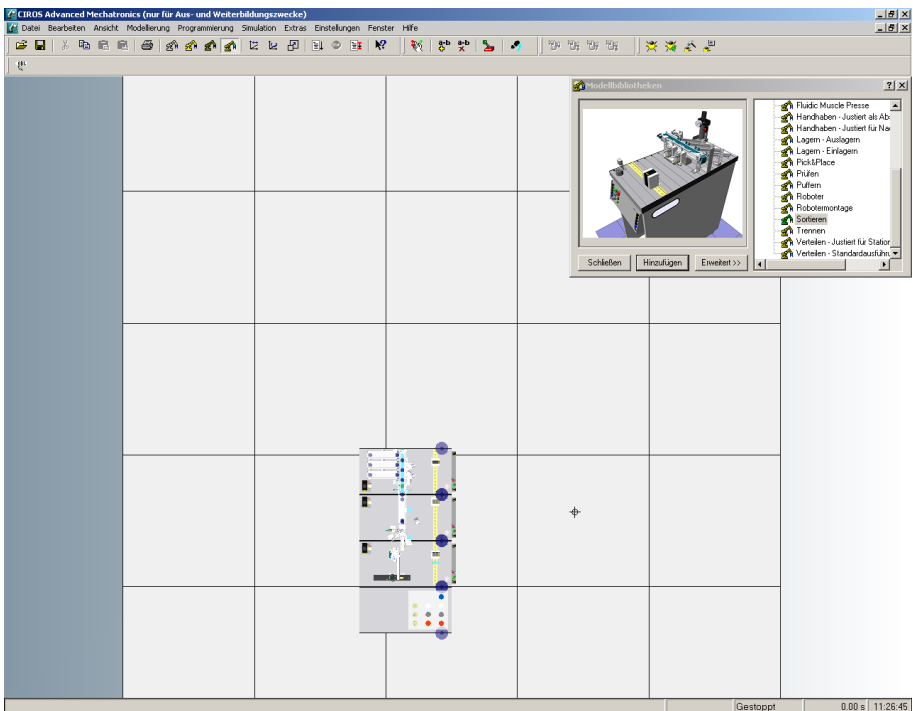 CIROS Advanced Mechatronics (nur für Aus- und Weiterbildungszwecke)
Datei Bearbeiten Ansicht Modellierung Programmierung Simulation Extras Einstellungen Fenster Hilfe
Modellbibliotheken
Fluidic Muscle Presse
Handhaben - Justiert als Ab
Handhaben - Justiert für Na
Lagern - Auslagern
Lagern - Einlagern
Pick&Place
Prüfen
Puffern
Roboter
Robotermontage
Sortieren
Trennen
Verteilen - Justiert für Station
Verteilen - Standardausführu
Schließen Hinzufügen Erweitert >>
Gestoppt 0.00 s 11:26:45